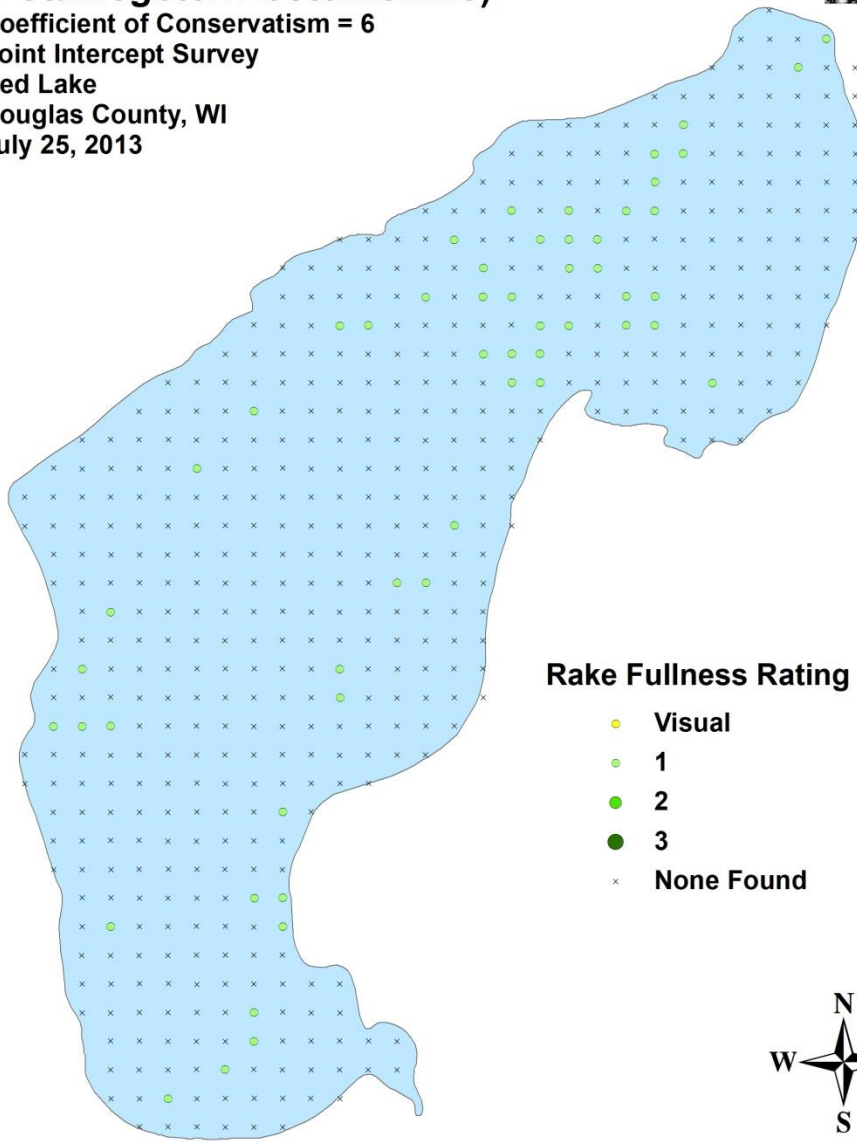 oefficient of Conservatism = 6
oint Intercept Survey
ed Lake
ouglas County, WI
uly 25, 2013
Rake Fullness Rating
Visual
1
2
3
None Found
N
W
S